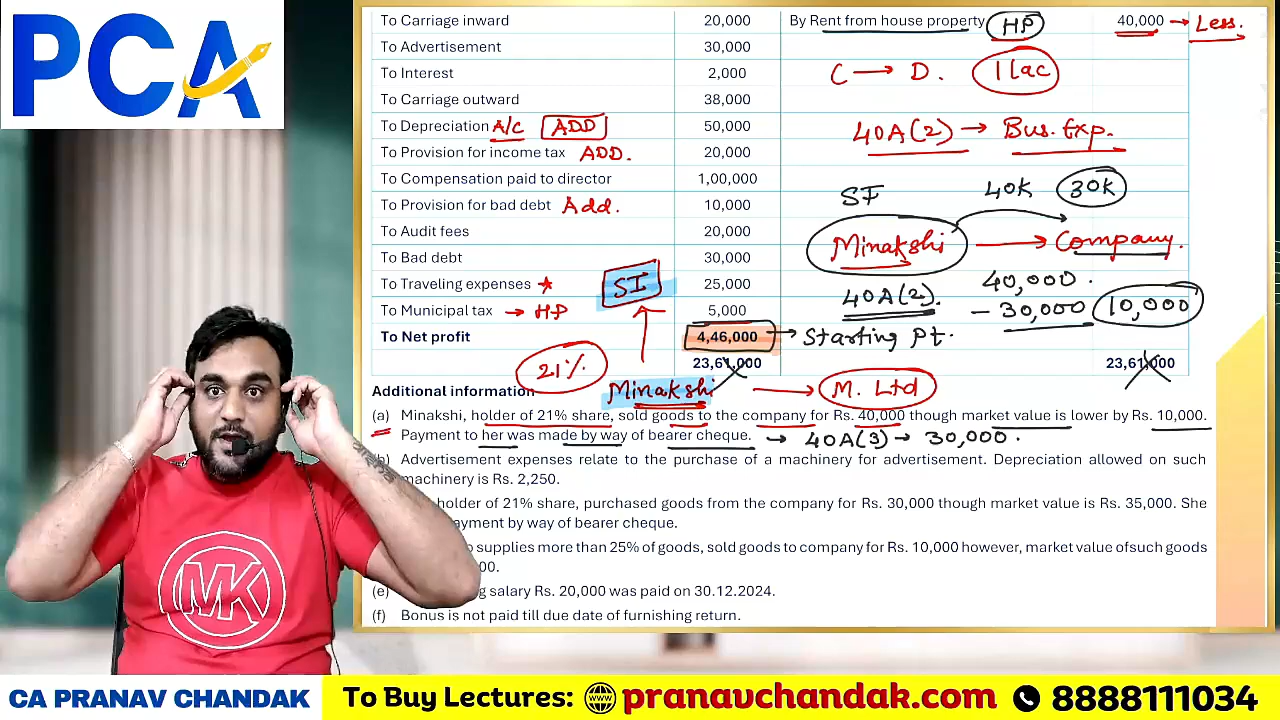 PCA
To Carriage inward 20,000 By Rent from house property HP 40,000 → Less.
To Advertisement 30,000
To Interest 2,000 C → D. 1 lac
To Carriage outward 38,000
To Depreciation A/C ADD 50,000 40A(2) → Bus. Exp.
To Provision for income tax ADD. 20,000
To Compensation paid to director 1,00,000 SI 40K 30K
To Provision for bad debt Add. 10,000
To Audit fees 20,000 Minakshi → Company.
To Bad debt 30,000
To Traveling expenses ★ SI 25,000 40A(2). 40,000.
To Municipal tax → HP 5,000 - 30,000 10,000
To Net profit 4,46,000 → Starting Pt.
21% 23,61,000 23,61,000
Additional information Minakshi → M. Ltd
(a) Minakshi, holder of 21% share, sold goods to the company for Rs. 40,000 though market value is lower by Rs. 10,000.
Payment to her was made by way of bearer cheque. → 40A(3) → 30,000.
Advertisement expenses relate to the purchase of a machinery for advertisement. Depreciation allowed on such
machinery is Rs. 2,250.
holder of 21% share, purchased goods from the company for Rs. 30,000 though market value is Rs. 35,000. She
payment by way of bearer cheque.
supplies more than 25% of goods, sold goods to company for Rs. 10,000 however, market value of such goods
(e) salary Rs. 20,000 was paid on 30.12.2024.
(f) Bonus is not paid till due date of furnishing return.
MK
CA PRANAV CHANDAK To Buy Lectures: pranavchandak.com 8888111034